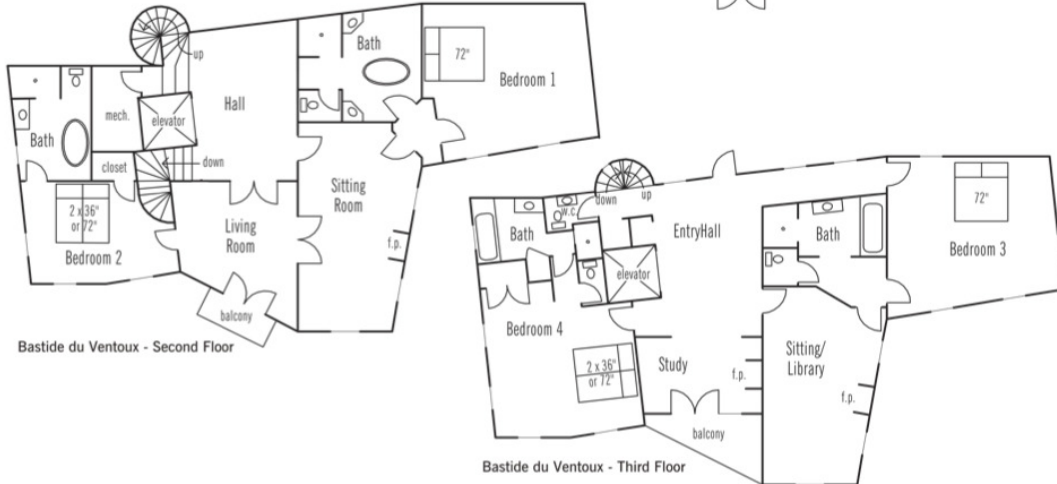 up
Bath
72"
Bedroom 1
mech.
elevator
Hall
Bath
closet
down
Sitting
Room
2 x 36"
or 72"
Living
Room
Bedroom 2
f.p.
balcony
Bastide du Ventoux - Second Floor
w.c.
down
up
72"
Bath
EntryHall
Bath
Bedroom 3
elevator
Bedroom 4
Sitting/
Library
2 x 36"
or 72"
Study
f.p.
f.p.
balcony
Bastide du Ventoux - Third Floor